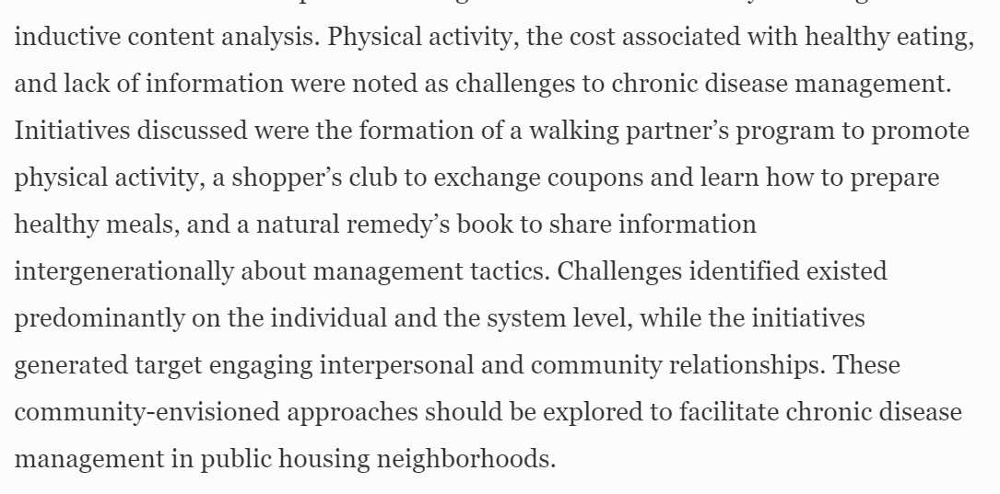 inductive content analysis. Physical activity, the cost associated with healthy eating,
and lack of information were noted as challenges to chronic disease management.
Initiatives discussed were the formation of a walking partner’s program to promote
physical activity, a shopper’s club to exchange coupons and learn how to prepare
healthy meals, and a natural remedy’s book to share information
intergenerationally about management tactics. Challenges identified existed
predominantly on the individual and the system level, while the initiatives
generated target engaging interpersonal and community relationships. These
community-envisioned approaches should be explored to facilitate chronic disease
management in public housing neighborhoods.